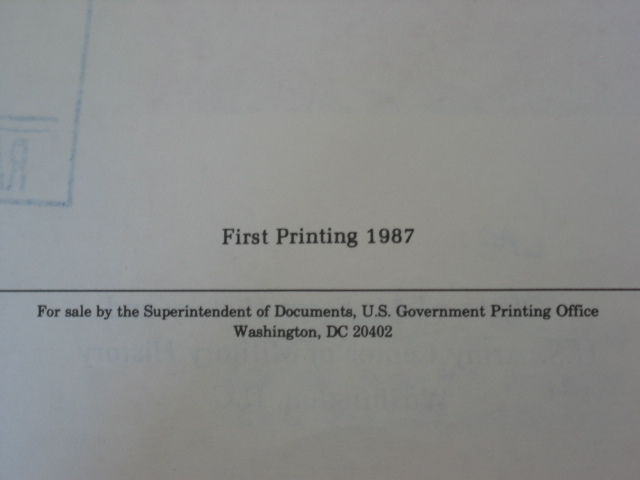 First Printing 1987
For sale by the Superintendent of Documents, U.S. Government Printing Office
Washington, DC 20402